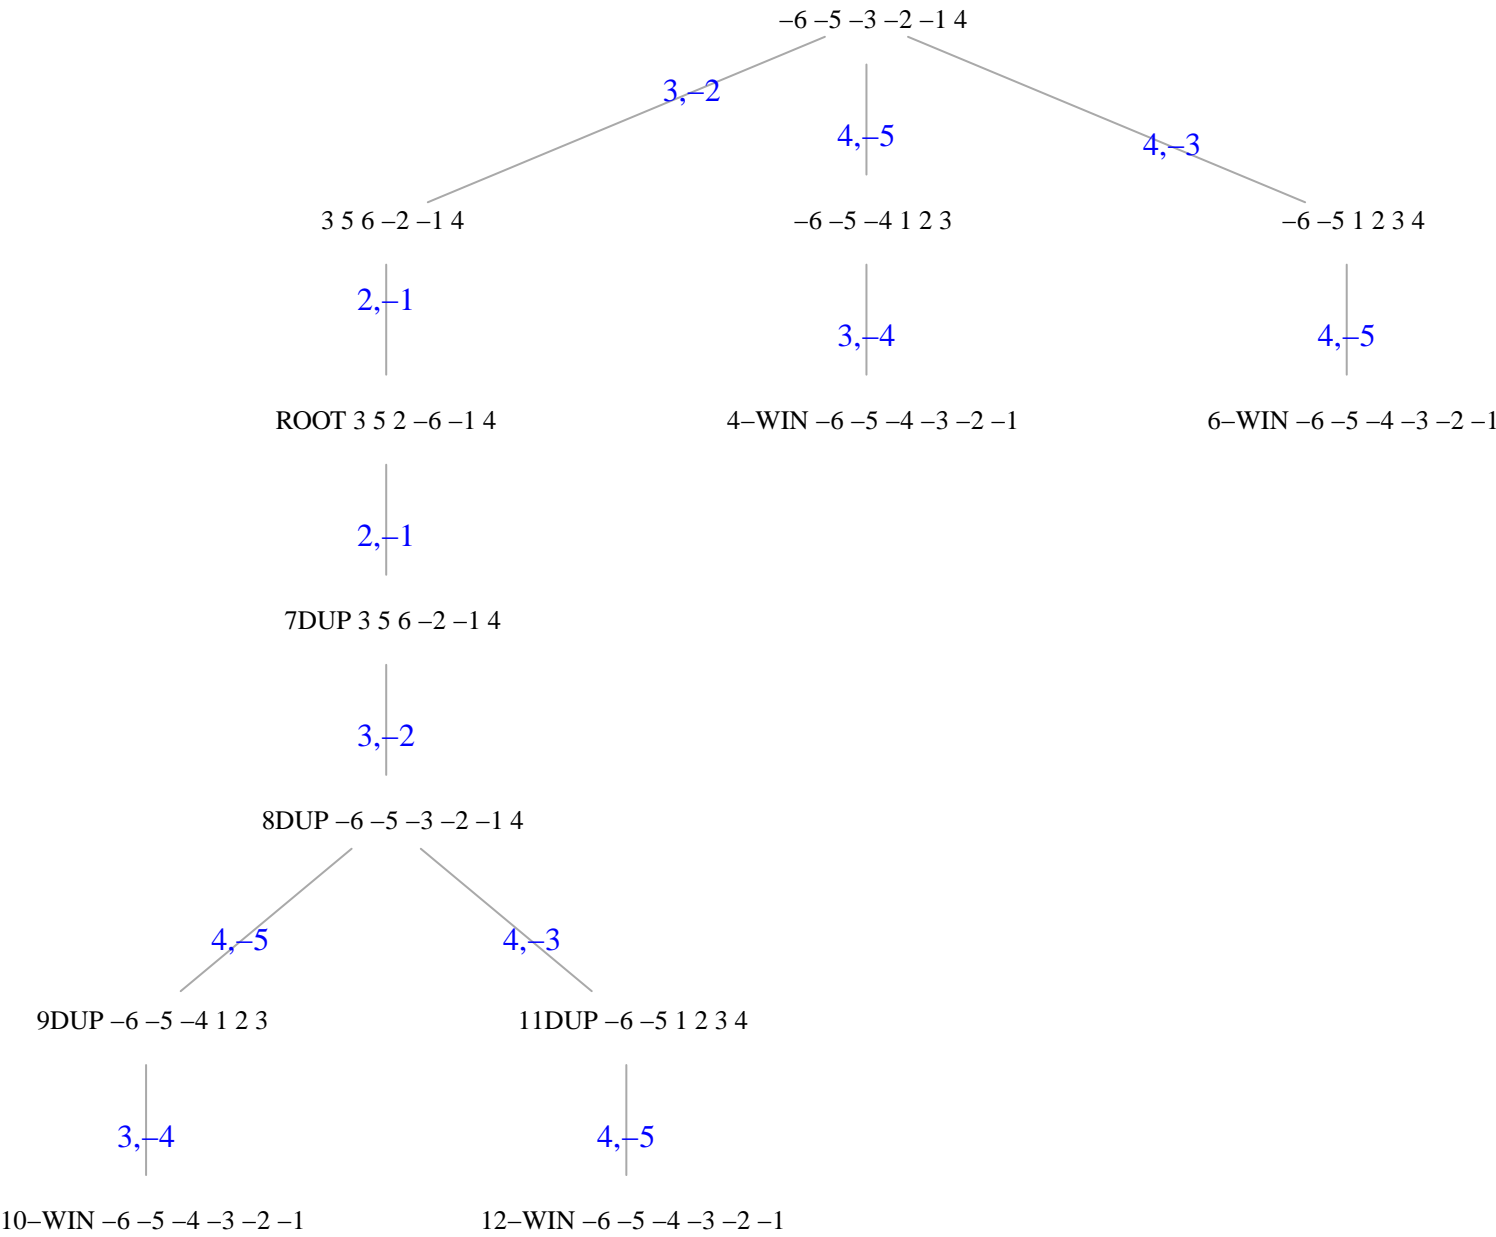 –6 –5 –3 –2 –1 4
3,–2
4,–5
4,–3
3 5 6 –2 –1 4
–6 –5 –4 1 2 3
–6 –5 1 2 3 4
2,–1
3,–4
4,–5
ROOT 3 5 2 –6 –1 4
4–WIN –6 –5 –4 –3 –2 –1
6–WIN –6 –5 –4 –3 –2 –1
2,–1
7DUP 3 5 6 –2 –1 4
3,–2
8DUP –6 –5 –3 –2 –1 4
4,–5
4,–3
9DUP –6 –5 –4 1 2 3
11DUP –6 –5 1 2 3 4
3,–4
4,–5
10–WIN –6 –5 –4 –3 –2 –1
12–WIN –6 –5 –4 –3 –2 –1